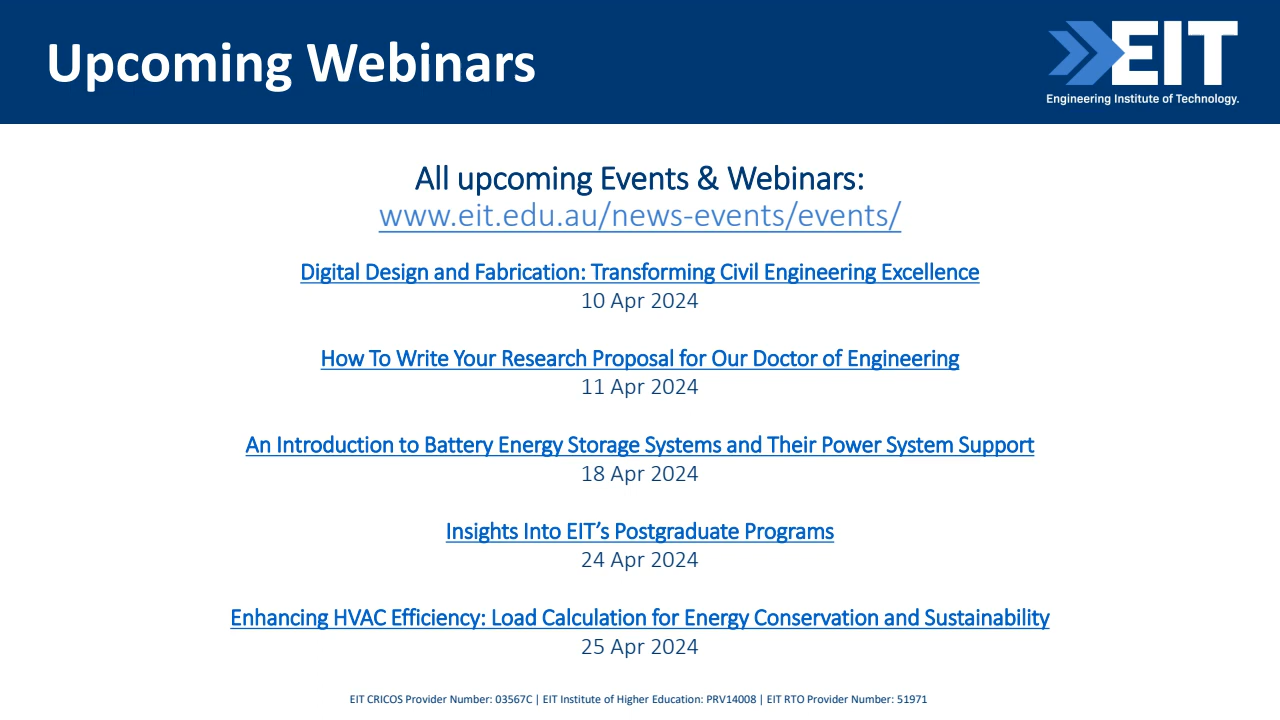 Upcoming Webinars
EIT
Engineering Institute of Technology.
All upcoming Events & Webinars:
www.eit.edu.au/news-events/events/
Digital Design and Fabrication: Transforming Civil Engineering Excellence
10 Apr 2024
How To Write Your Research Proposal for Our Doctor of Engineering
11 Apr 2024
An Introduction to Battery Energy Storage Systems and Their Power System Support
18 Apr 2024
Insights Into EIT’s Postgraduate Programs
24 Apr 2024
Enhancing HVAC Efficiency: Load Calculation for Energy Conservation and Sustainability
25 Apr 2024
EIT CRICOS Provider Number: 03567C | EIT Institute of Higher Education: PRV14008 | EIT RTO Provider Number: 51971